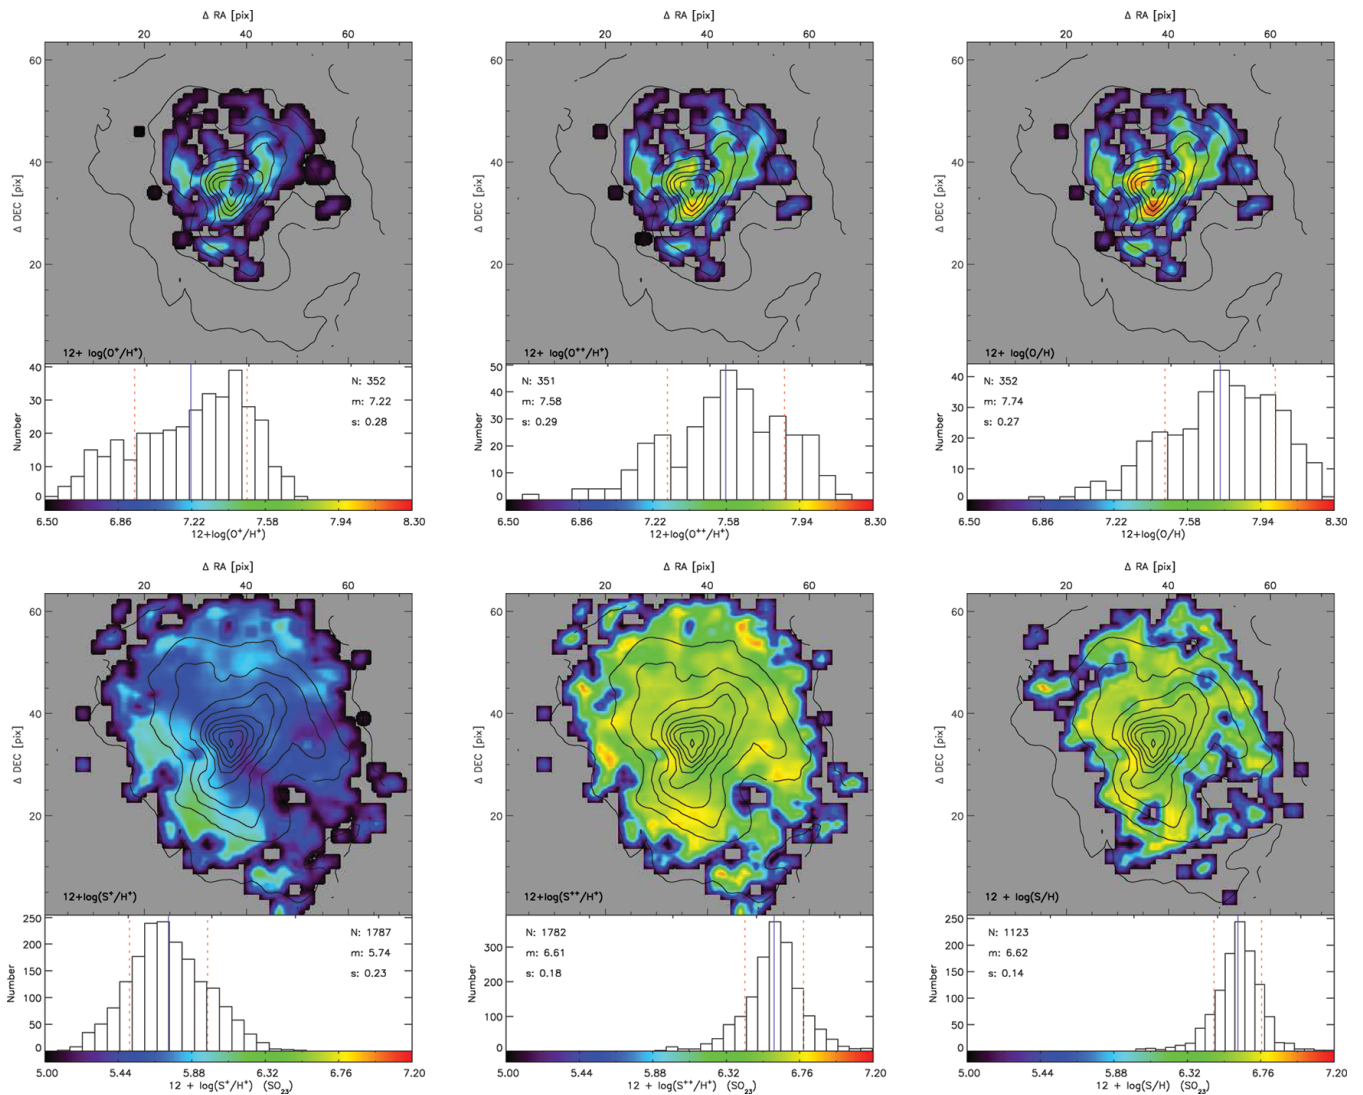 Δ RA [pix]
20 40 60
60
40
20
Δ DEC [pix]
12+ log(O⁺/H⁺)
40
30
20
10
0
Number
N: 352
m: 7.22
s: 0.28
6.50 6.86 7.22 7.58 7.94 8.30
12+log(O⁺/H⁺)
Δ RA [pix]
20 40 60
60
40
20
Δ DEC [pix]
12+ log(O⁺⁺/H⁺)
50
40
30
20
10
0
Number
N: 351
m: 7.58
s: 0.29
6.50 6.86 7.22 7.58 7.94 8.30
12+log(O⁺⁺/H⁺)
Δ RA [pix]
20 40 60
60
40
20
Δ DEC [pix]
12+ log(O/H)
40
30
20
10
0
Number
N: 352
m: 7.74
s: 0.27
6.50 6.86 7.22 7.58 7.94 8.30
12+log(O/H)
Δ RA [pix]
20 40 60
60
40
20
Δ DEC [pix]
12+log(S⁺/H⁺)
250
200
150
100
50
0
Number
N: 1787
m: 5.74
s: 0.23
5.00 5.44 5.88 6.32 6.76 7.20
12 + log(S⁺/H⁺) (SO₂₃)
Δ RA [pix]
20 40 60
60
40
20
Δ DEC [pix]
12+log(S⁺⁺/H⁺)
300
200
100
0
Number
N: 1782
m: 6.61
s: 0.18
5.00 5.44 5.88 6.32 6.76 7.20
12 + log(S⁺⁺/H⁺) (SO₂₃)
Δ RA [pix]
20 40 60
60
40
20
Δ DEC [pix]
12 + log(S/H)
250
200
150
100
50
0
Number
N: 1123
m: 6.62
s: 0.14
5.00 5.44 5.88 6.32 6.76 7.20
12 + log(S/H) (SO₂₃)